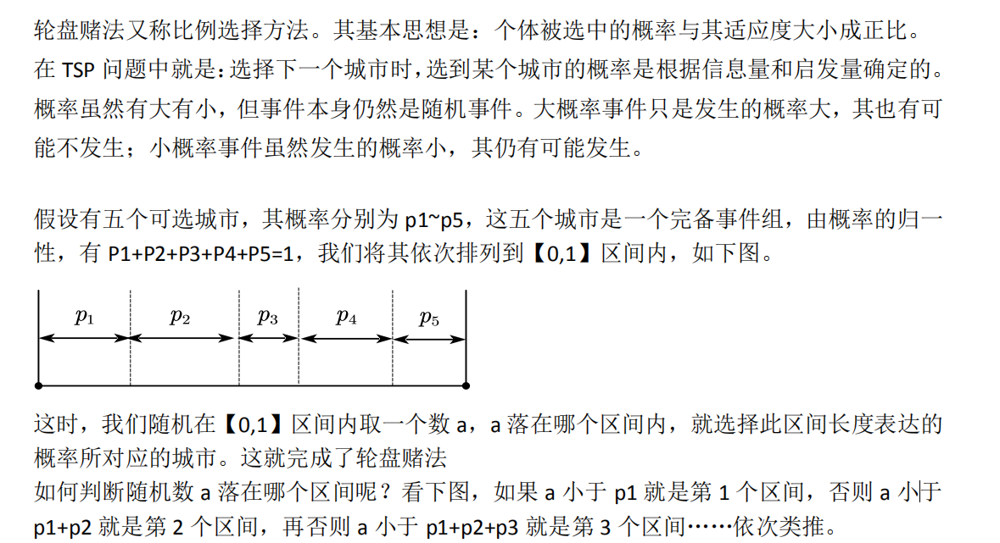 轮盘赌法又称比例选择方法。其基本思想是：个体被选中的概率与其适应度大小成正比。
在 TSP 问题中就是：选择下一个城市时，选到某个城市的概率是根据信息量和启发量确定的。
概率虽然有大有小，但事件本身仍然是随机事件。大概率事件只是发生的概率大，其也有可
能不发生；小概率事件虽然发生的概率小，其仍有可能发生。
假设有五个可选城市，其概率分别为 p1~p5，这五个城市是一个完备事件组，由概率的归一
性，有 P1+P2+P3+P4+P5=1，我们将其依次排列到【0,1】区间内，如下图。
p₁ p₂ p₃ p₄ p₅
这时，我们随机在【0,1】区间内取一个数 a，a 落在哪个区间内，就选择此区间长度表达的
概率所对应的城市。这就完成了轮盘赌法
如何判断随机数 a 落在哪个区间呢？看下图，如果 a 小于 p1 就是第 1 个区间，否则 a 小于
p1+p2 就是第 2 个区间，再否则 a 小于 p1+p2+p3 就是第 3 个区间……依次类推。